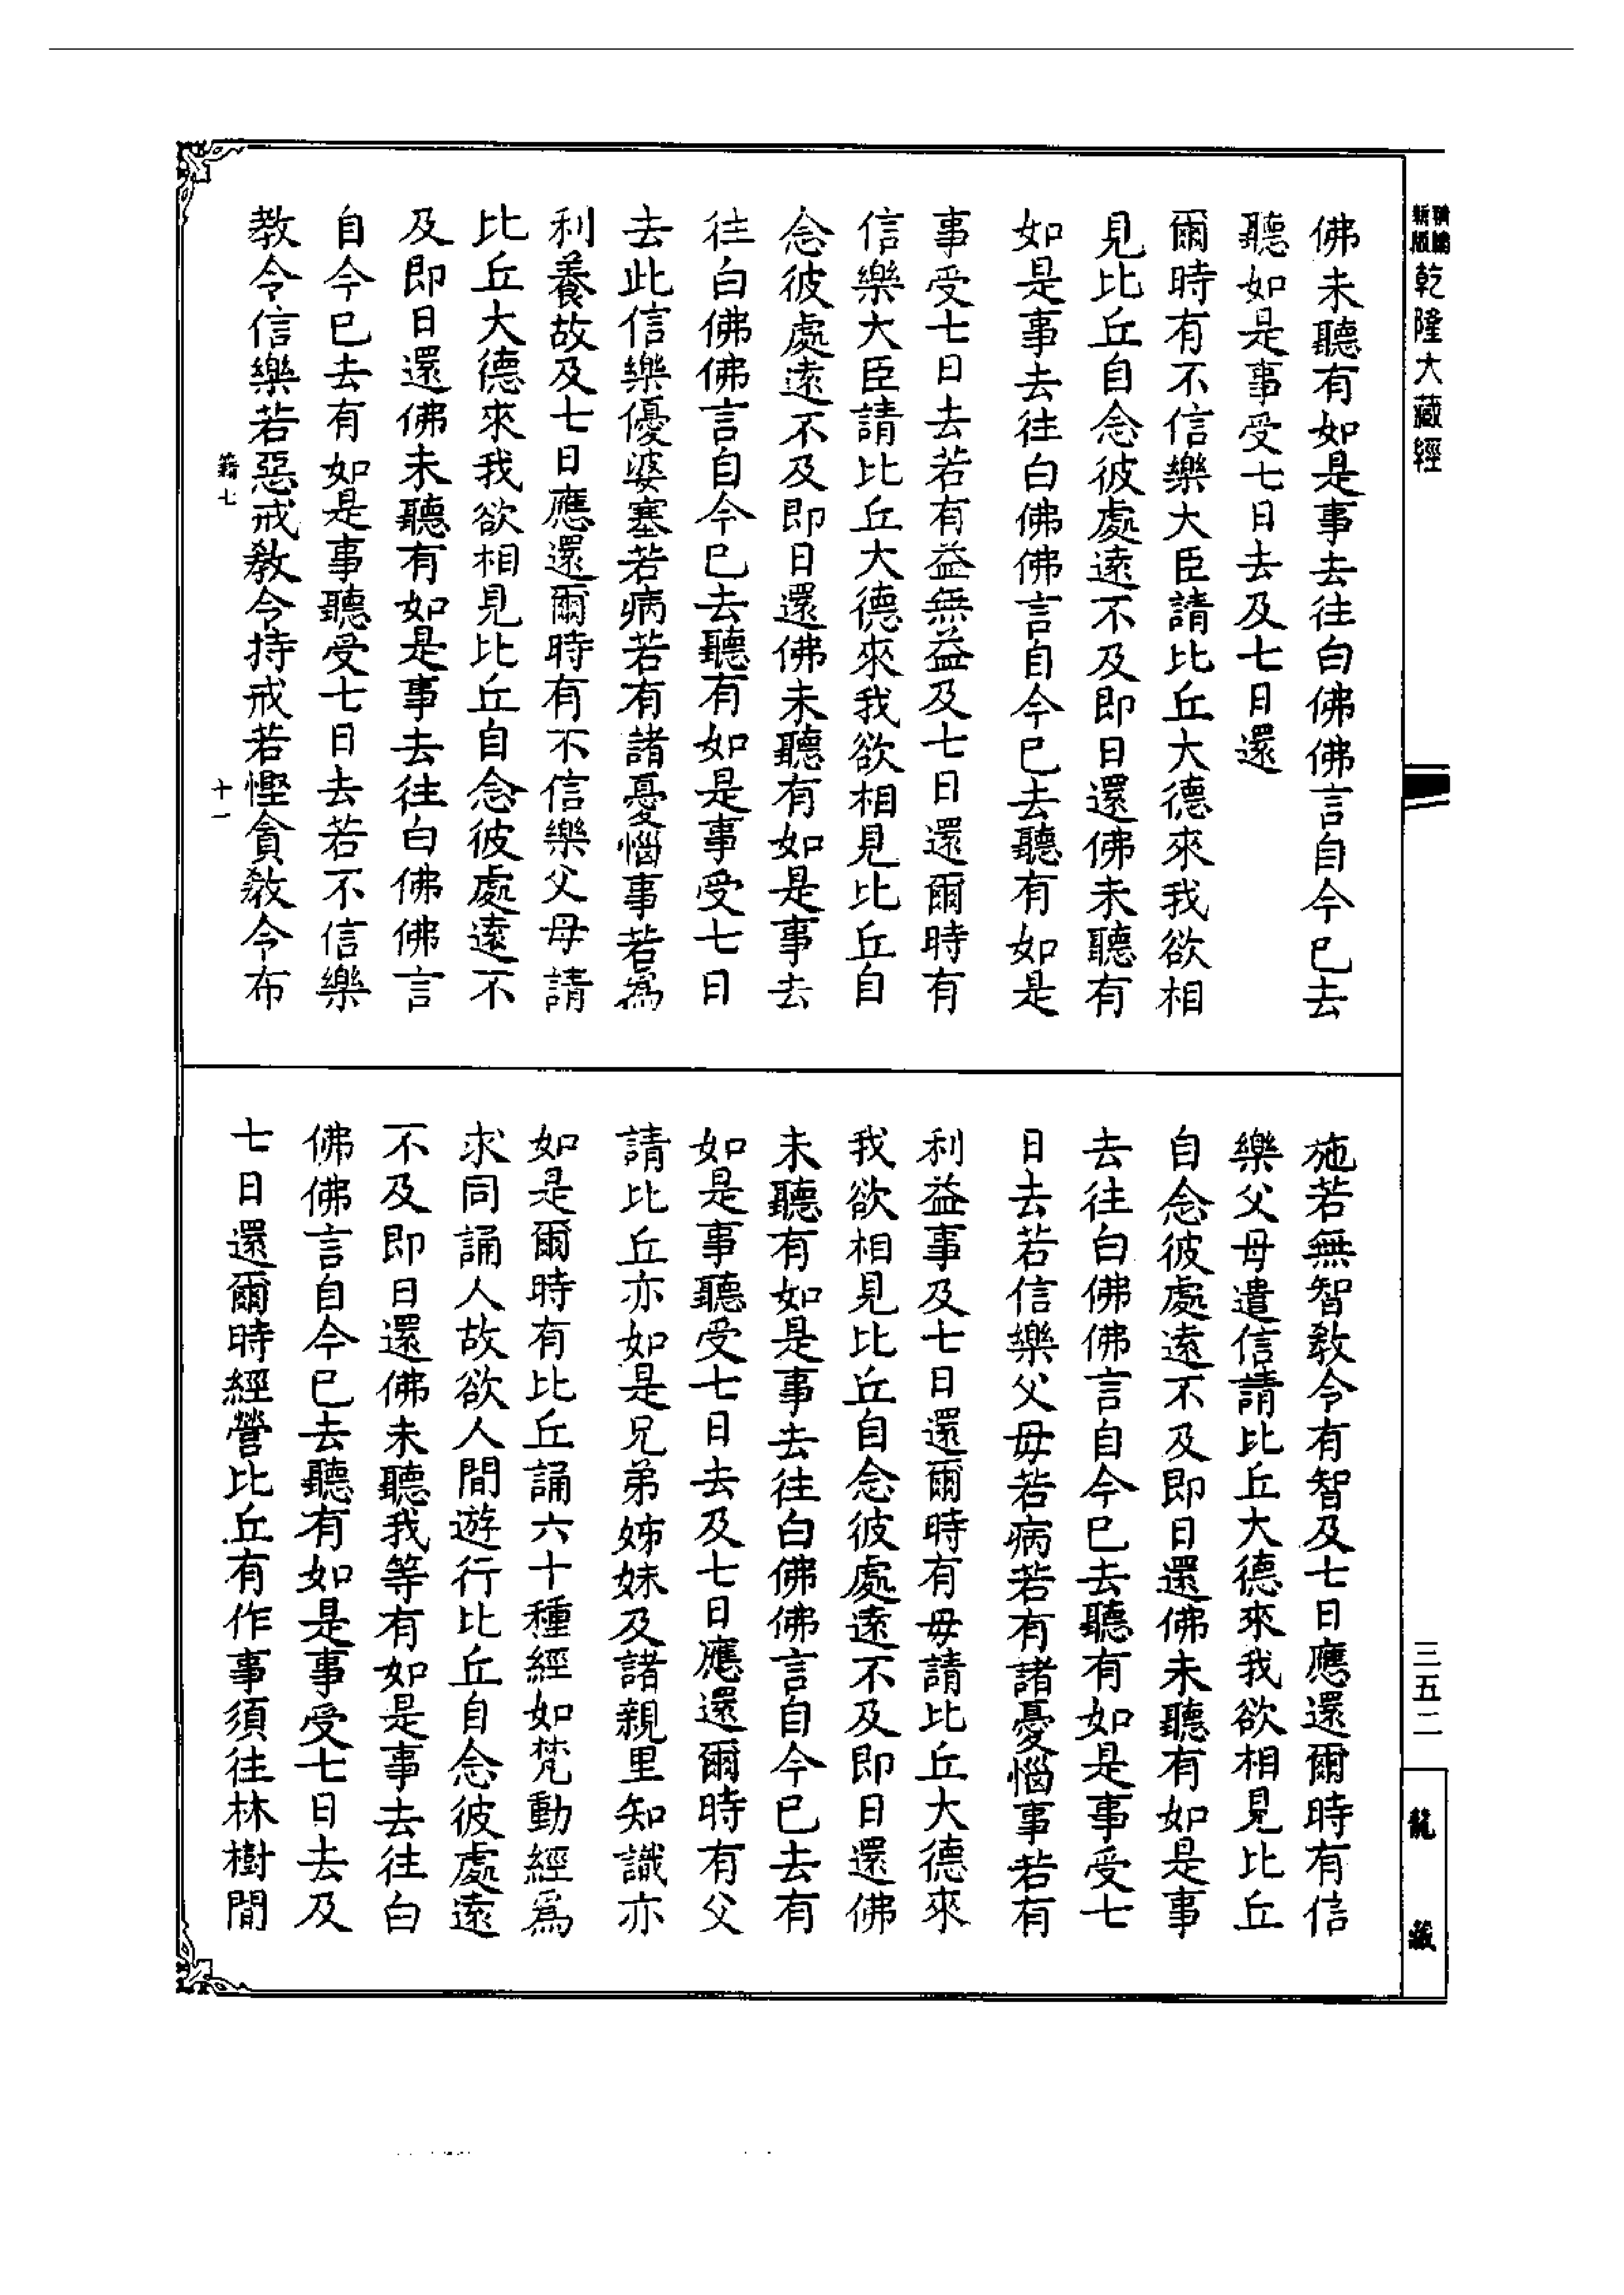 精編
新版
乾隆大藏經
佛未聽有如是事去往白佛佛言自今已去
聽如是事受七日去及七日還
爾時有不信樂大臣請比丘大德來我欲相
見比丘自念彼處遠不及即日還佛未聽有
如是事去往白佛佛言自今已去聽有如是
事受七日去若有益無益及七日還爾時有
信樂大臣請比丘大德來我欲相見比丘自
念彼處遠不及即日還佛未聽有如是事去
往白佛佛言自今已去聽有如是事受七日
去此信樂優婆塞若病若有諸憂惱事若為
利養故及七日應還爾時有不信樂父母請
比丘大德來我欲相見比丘自念彼處遠不
及即日還佛未聽有如是事去往白佛佛言
自今已去有如是事聽受七日去若不信樂
教令信樂若惡戒教令持戒若慳貪教令布
籍七
十一
施若無智教令有智及七日應還爾時有信
樂父母遣信請比丘大德來我欲相見比丘
自念彼處遠不及即日還佛未聽有如是事
去往白佛佛言自今已去聽有如是事受七
日去若信樂父母若病若有諸憂惱事若有
利益事及七日還爾時有母請比丘大德來
我欲相見比丘自念彼處遠不及即日還佛
未聽有如是事去往白佛佛言自今已去有
如是事聽受七日去及七日應還爾時有父
請比丘亦如是兄弟姊妹及諸親里知識亦
如是爾時有比丘誦六十種經如梵動經為
求同誦人故欲人間遊行比丘自念彼處遠
不及即日還佛未聽我等有如是事去往白
佛佛言自今已去聽有如是事受七日去及
七日還爾時經營比丘有作事須往林樹間
三五二
龍藏